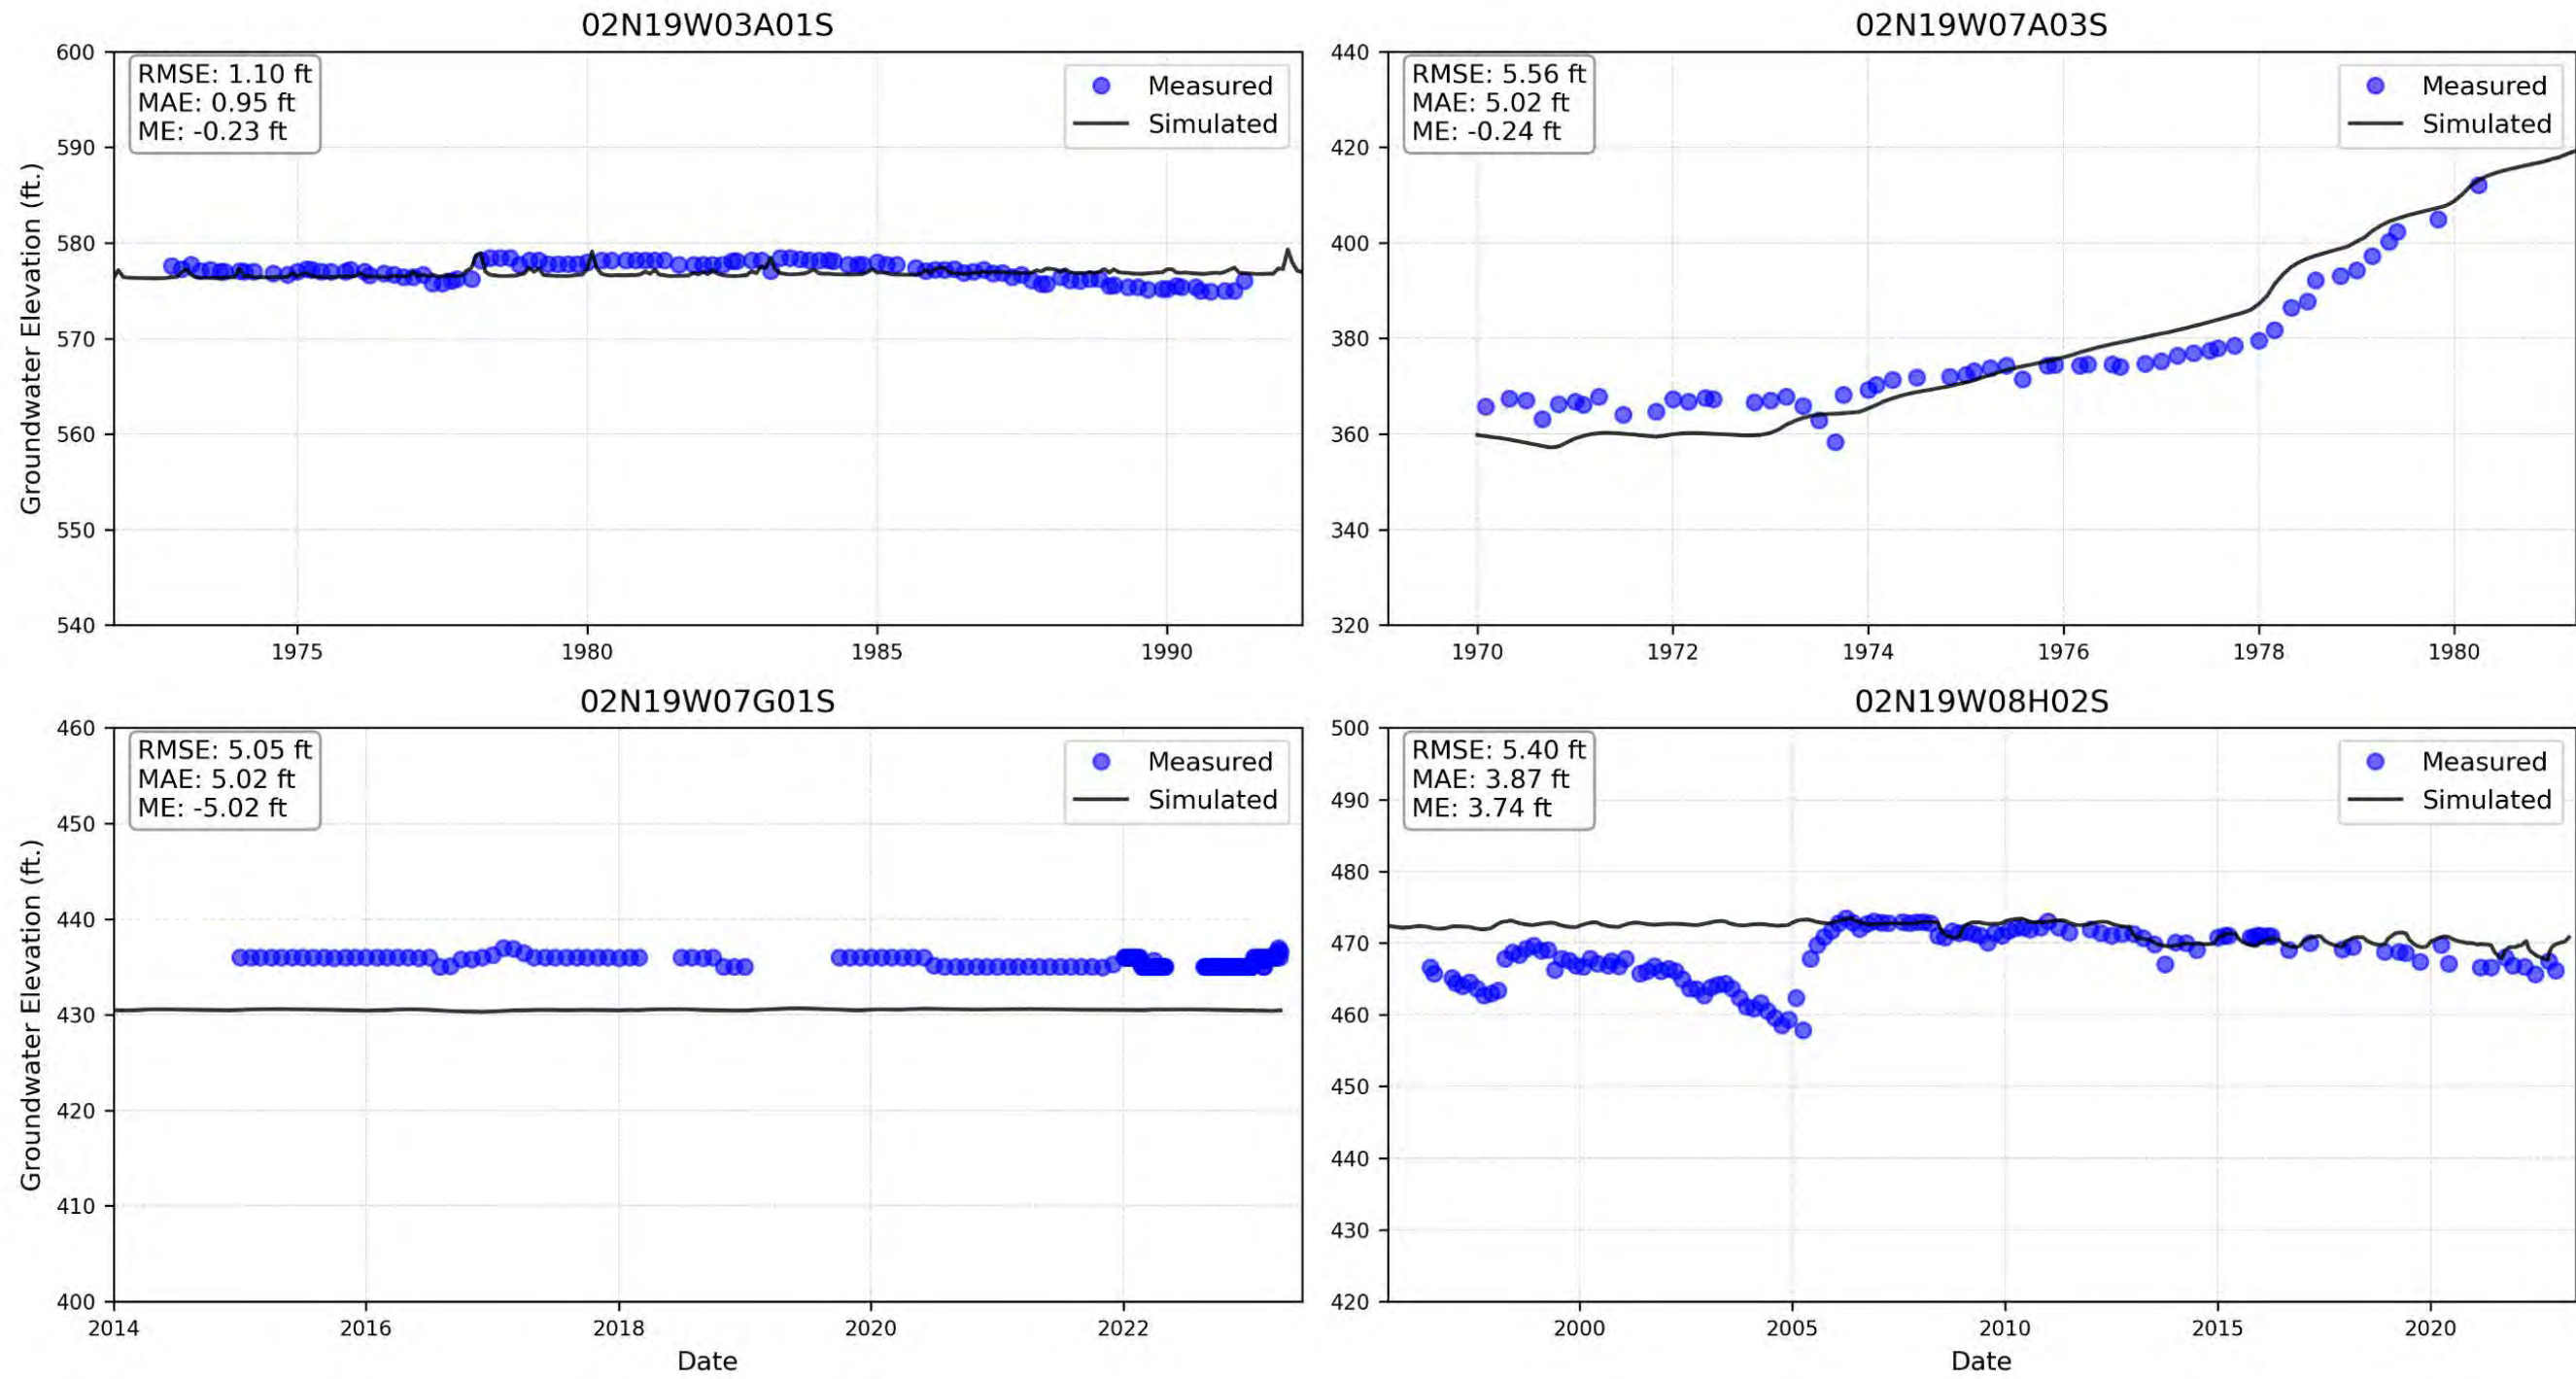 02N19W03A01S
Groundwater Elevation (ft.)
600
590
580
570
560
550
540
RMSE: 1.10 ft
MAE: 0.95 ft
ME: -0.23 ft
Measured
Simulated
1975
1980
1985
1990
02N19W07A03S
440
420
400
380
360
340
320
RMSE: 5.56 ft
MAE: 5.02 ft
ME: -0.24 ft
Measured
Simulated
1970
1972
1974
1976
1978
1980
02N19W07G01S
Groundwater Elevation (ft.)
460
450
440
430
420
410
400
RMSE: 5.05 ft
MAE: 5.02 ft
ME: -5.02 ft
Measured
Simulated
2014
2016
2018
2020
2022
Date
02N19W08H02S
500
490
480
470
460
450
440
430
420
RMSE: 5.40 ft
MAE: 3.87 ft
ME: 3.74 ft
Measured
Simulated
2000
2005
2010
2015
2020
Date